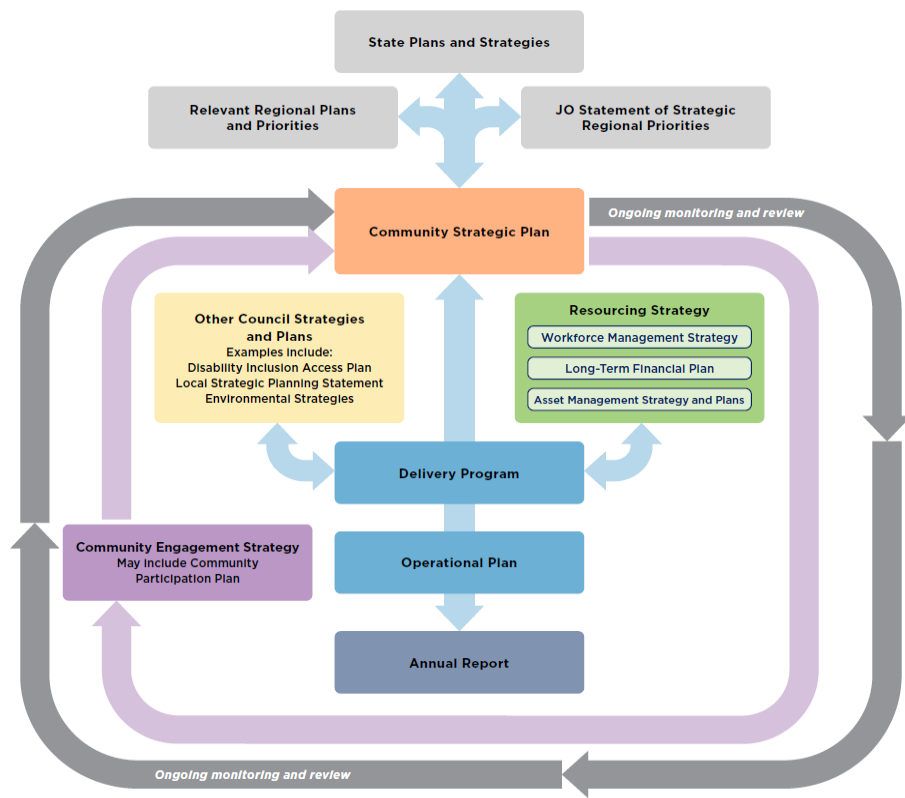 State Plans and Strategies
Relevant Regional Plans
and Priorities
JO Statement of Strategic
Regional Priorities
Community Strategic Plan
Ongoing monitoring and review
Other Council Strategies
and Plans
Examples include:
Disability Inclusion Access Plan
Local Strategic Planning Statement
Environmental Strategies
Resourcing Strategy
Workforce Management Strategy
Long-Term Financial Plan
Asset Management Strategy and Plans
Delivery Program
Community Engagement Strategy
May include Community
Participation Plan
Operational Plan
Annual Report
Ongoing monitoring and review